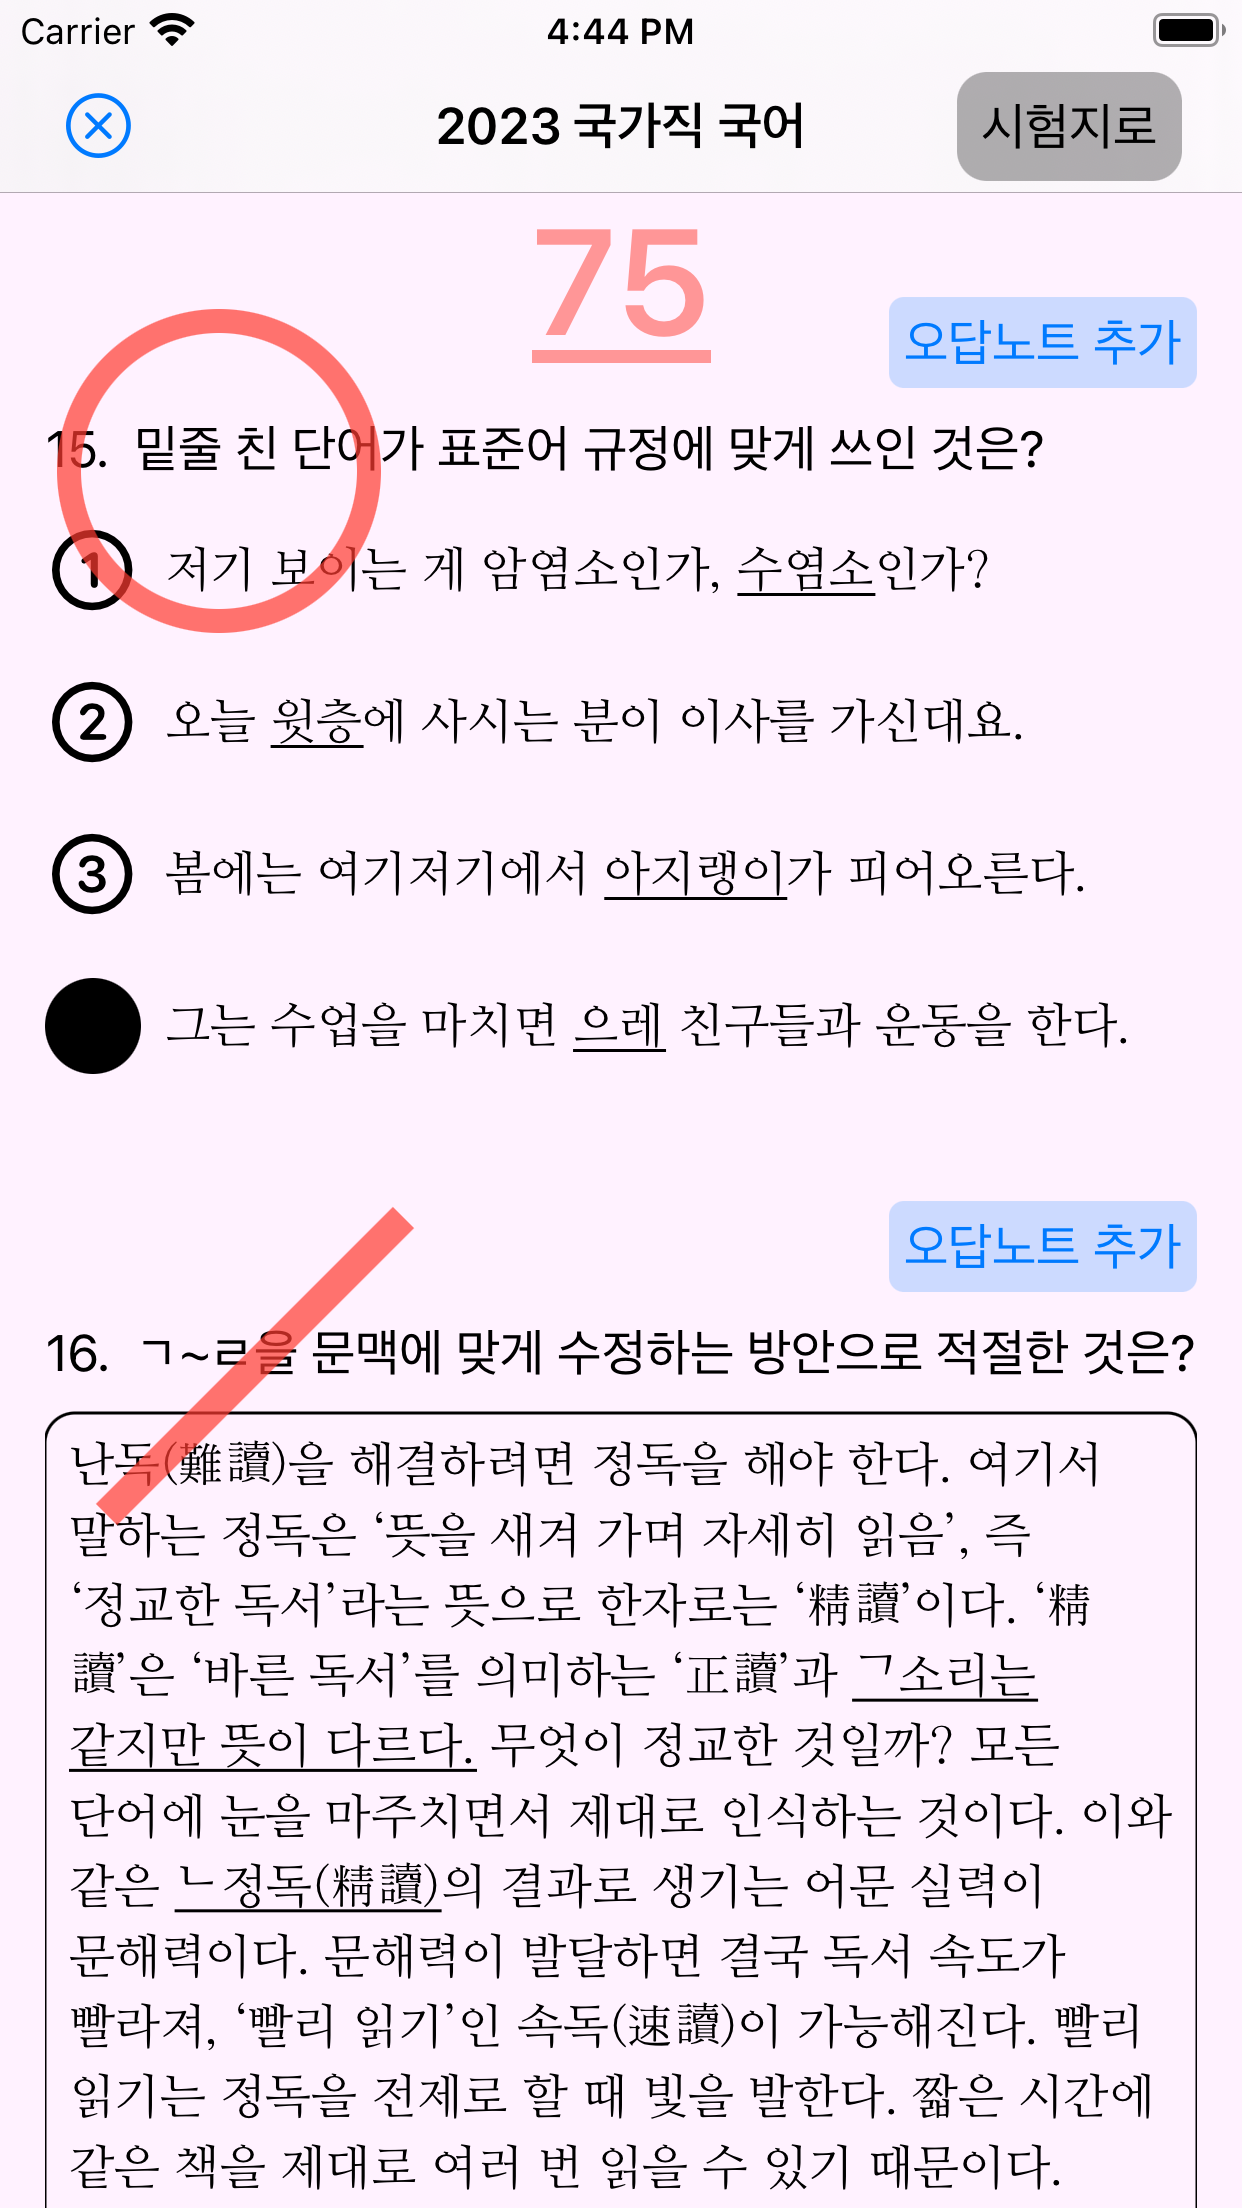 Carrier 4:44 PM
2023 국가직 국어 시험지로
75
오답노트 추가
15. 밑줄 친 단어가 표준어 규정에 맞게 쓰인 것은?
1 저기 보이는 게 암염소인가, 수염소인가?
2 오늘 윗층에 사시는 분이 이사를 가신대요.
3 봄에는 여기저기에서 아지랭이가 피어오른다.
그는 수업을 마치면 으레 친구들과 운동을 한다.
오답노트 추가
16. ㄱ~ㄹ을 문맥에 맞게 수정하는 방안으로 적절한 것은?
난독(難讀)을 해결하려면 정독을 해야 한다. 여기서
말하는 정독은 ‘뜻을 새겨 가며 자세히 읽음’, 즉
‘정교한 독서’라는 뜻으로 한자로는 ‘精讀’이다. ‘精
讀’은 ‘바른 독서’를 의미하는 ‘正讀’과 ㄱ소리는
같지만 뜻이 다르다. 무엇이 정교한 것일까? 모든
단어에 눈을 마주치면서 제대로 인식하는 것이다. 이와
같은 ㄴ정독(精讀)의 결과로 생기는 어문 실력이
문해력이다. 문해력이 발달하면 결국 독서 속도가
빨라져, ‘빨리 읽기’인 속독(速讀)이 가능해진다. 빨리
읽기는 정독을 전제로 할 때 빛을 발한다. 짧은 시간에
같은 책을 제대로 여러 번 읽을 수 있기 때문이다.